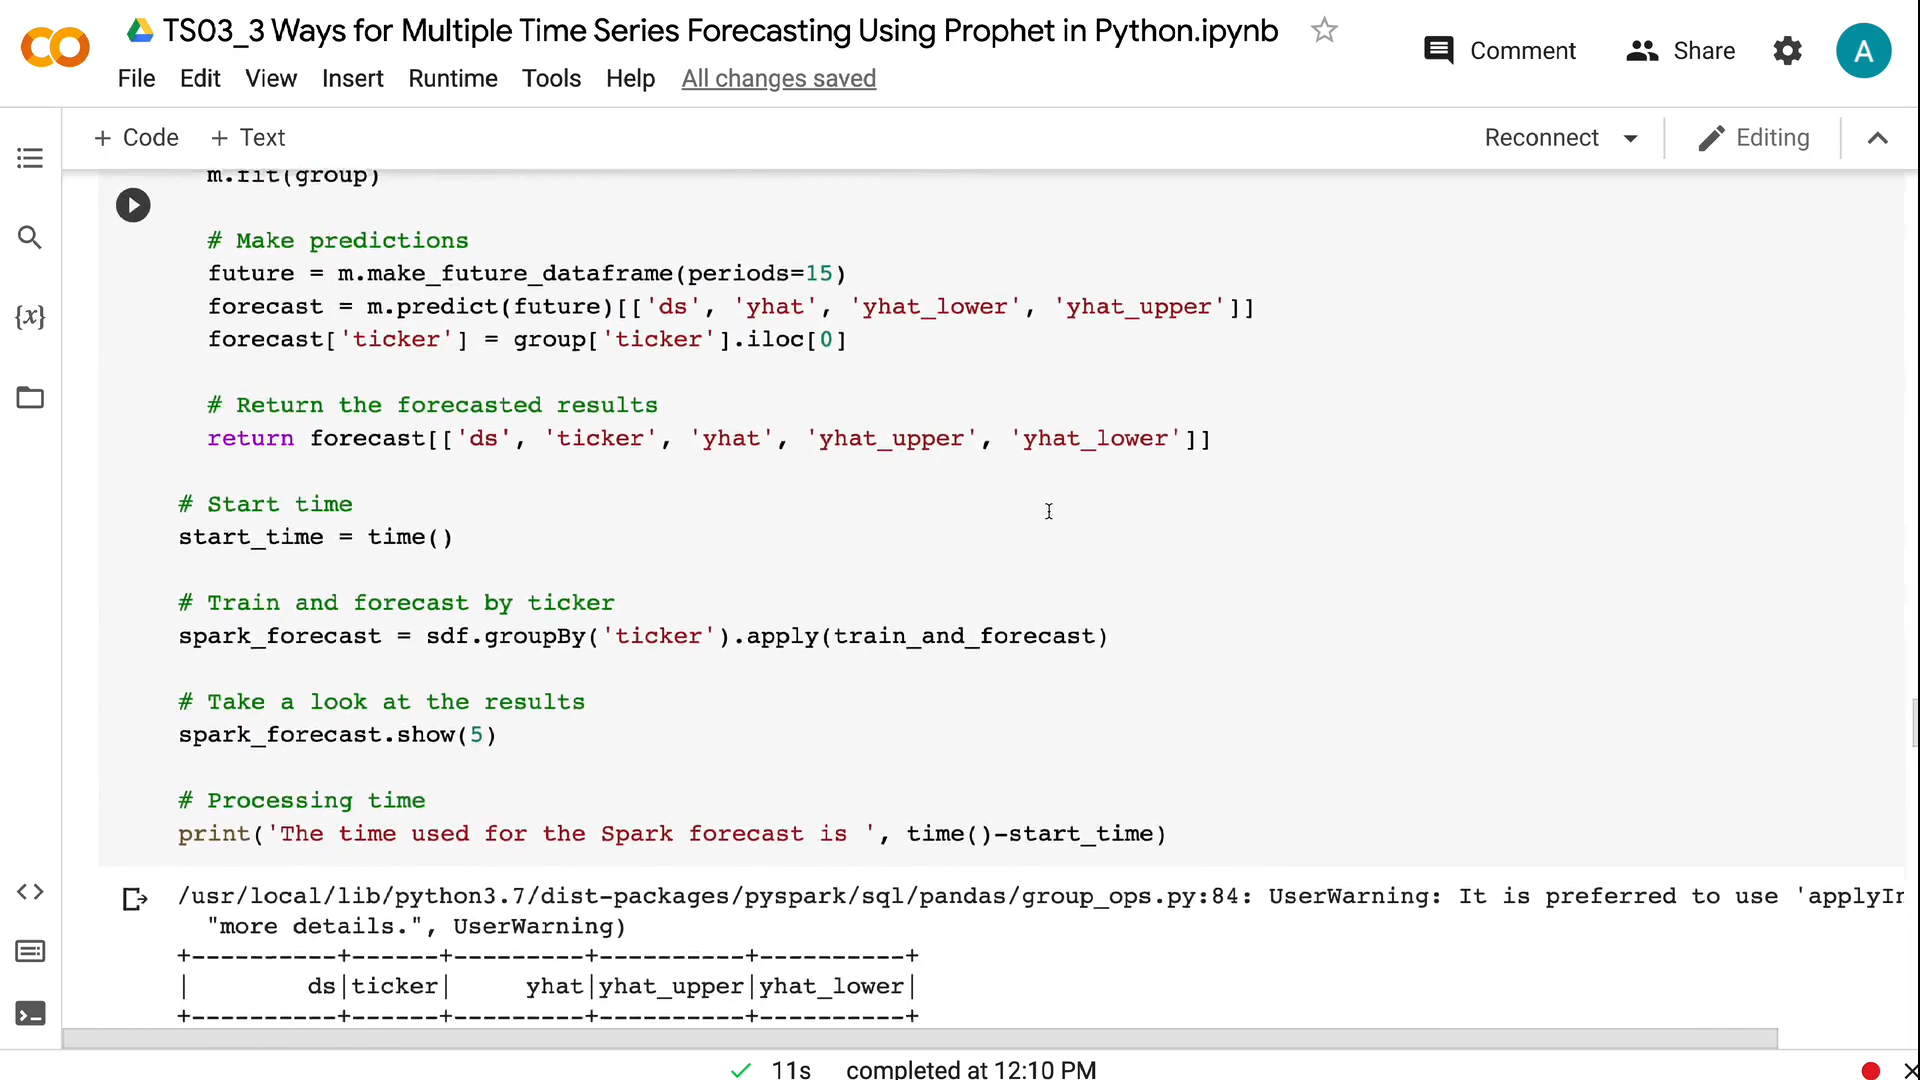 TS03_3 Ways for Multiple Time Series Forecasting Using Prophet in Python.ipynb
Comment
Share
A
File Edit View Insert Runtime Tools Help All changes saved
+ Code + Text
Reconnect
Editing
m.fit(group)
# Make predictions
future = m.make_future_dataframe(periods=15)
forecast = m.predict(future)[['ds', 'yhat', 'yhat_lower', 'yhat_upper']]
forecast['ticker'] = group['ticker'].iloc[0]
# Return the forecasted results
return forecast[['ds', 'ticker', 'yhat', 'yhat_upper', 'yhat_lower']]
# Start time
start_time = time()
# Train and forecast by ticker
spark_forecast = sdf.groupBy('ticker').apply(train_and_forecast)
# Take a look at the results
spark_forecast.show(5)
# Processing time
print('The time used for the Spark forecast is ', time()-start_time)
/usr/local/lib/python3.7/dist-packages/pyspark/sql/pandas/group_ops.py:84: UserWarning: It is preferred to use 'applyIn
"more details.", UserWarning)
+----------+------+---------+----------+----------+
|        ds|ticker|     yhat|yhat_upper|yhat_lower|
+----------+------+---------+----------+----------+
11s completed at 12:10 PM